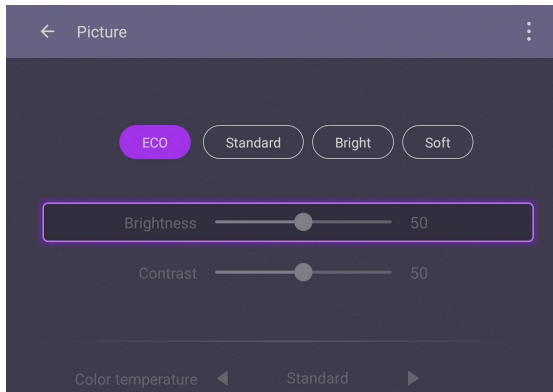 Picture
ECO Standard Bright Soft
Brightness 50
Contrast 50
Color temperature Standard